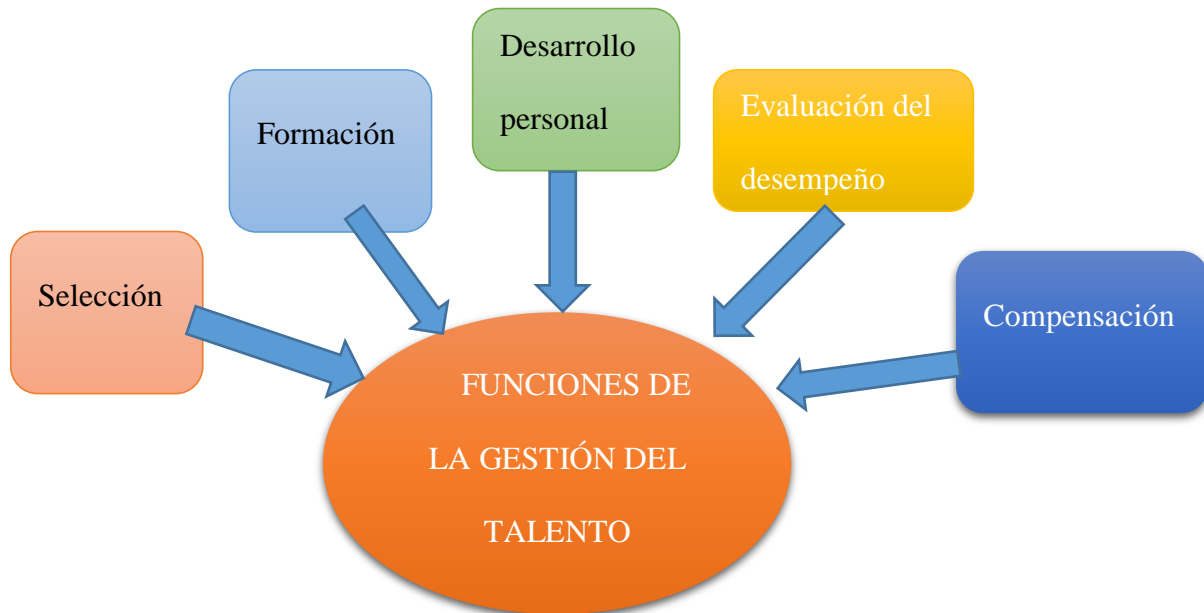 Selección
Formación
Desarrollo
personal
Evaluación del
desempeño
Compensación
FUNCIONES DE
LA GESTIÓN DEL
TALENTO